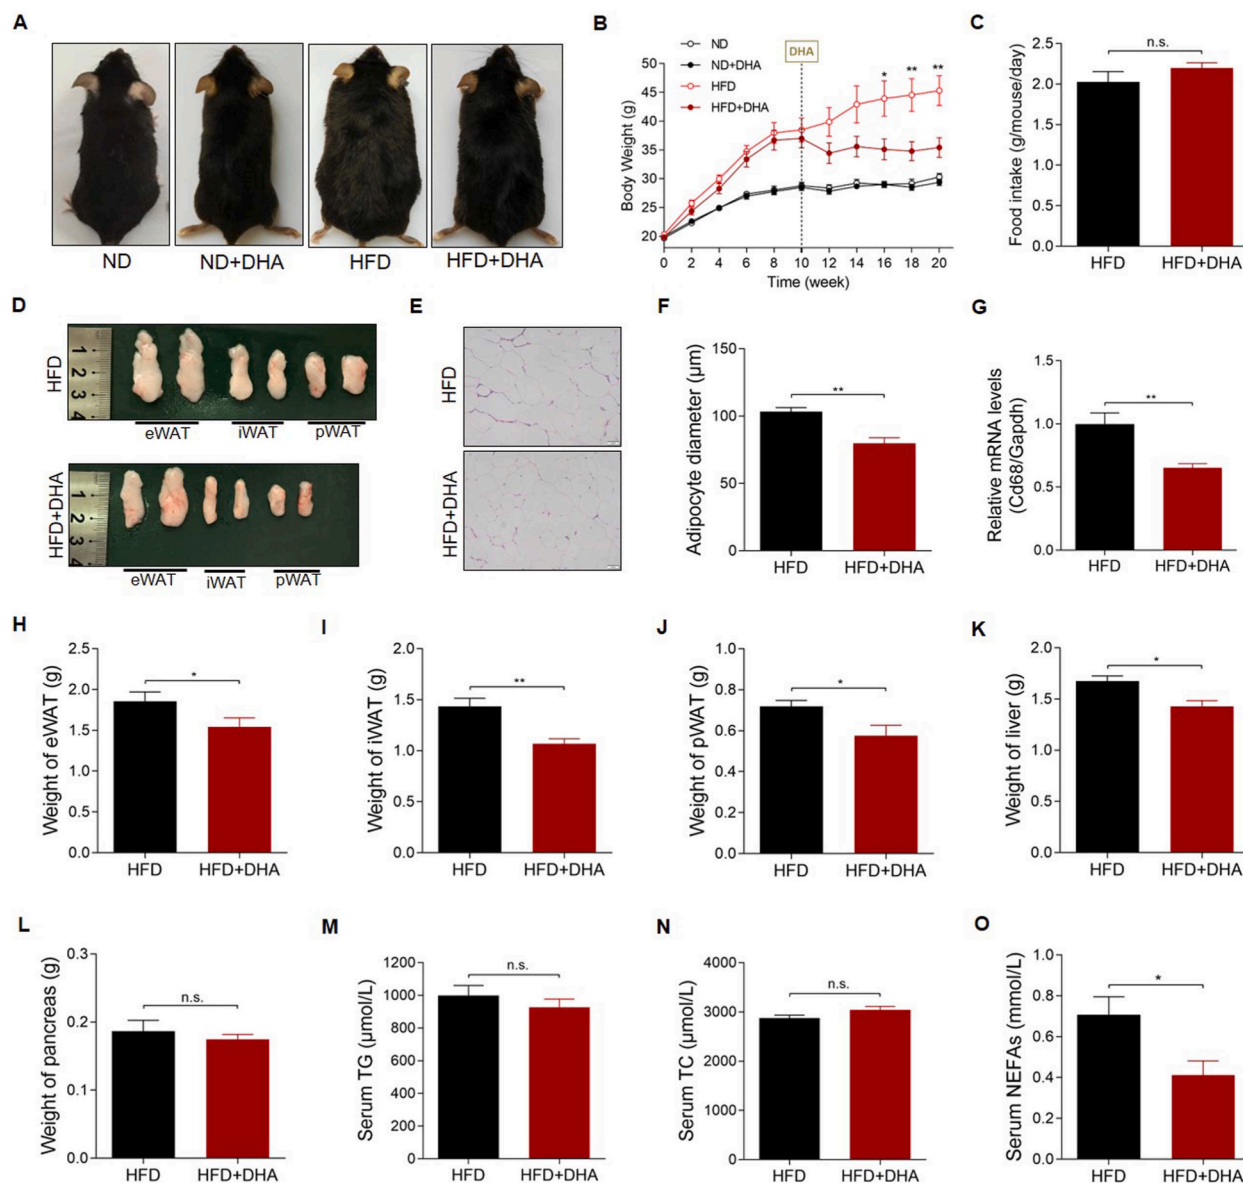 A
ND
ND+DHA
HFD
HFD+DHA
B
ND
ND+DHA
HFD
HFD+DHA
DHA
* ** **
Body Weight (g)
50
45
40
35
30
25
20
0 2 4 6 8 10 12 14 16 18 20
Time (week)
C
n.s.
Food intake (g/mouse/day)
2.5
2.0
1.5
1.0
0.5
0.0
HFD HFD+DHA
D
HFD
1
2
3
4
eWAT iWAT pWAT
HFD+DHA
1
2
3
4
eWAT iWAT pWAT
E
HFD
HFD+DHA
F
**
Adipocyte diameter (μm)
150
100
50
0
HFD HFD+DHA
G
**
Relative mRNA levels
(Cd68/Gapdh)
1.5
1.0
0.5
0.0
HFD HFD+DHA
H
*
Weight of eWAT (g)
2.5
2.0
1.5
1.0
0.5
0.0
HFD HFD+DHA
I
**
Weight of iWAT (g)
2.0
1.5
1.0
0.5
0.0
HFD HFD+DHA
J
*
Weight of pWAT (g)
1.0
0.8
0.6
0.4
0.2
0.0
HFD HFD+DHA
K
*
Weight of liver (g)
2.0
1.5
1.0
0.5
0.0
HFD HFD+DHA
L
n.s.
Weight of pancreas (g)
0.3
0.2
0.1
0.0
HFD HFD+DHA
M
n.s.
Serum TG (μmol/L)
1200
1000
800
600
400
200
0
HFD HFD+DHA
N
n.s.
Serum TC (μmol/L)
4000
3000
2000
1000
0
HFD HFD+DHA
O
*
Serum NEFAs (mmol/L)
1.0
0.8
0.6
0.4
0.2
0.0
HFD HFD+DHA